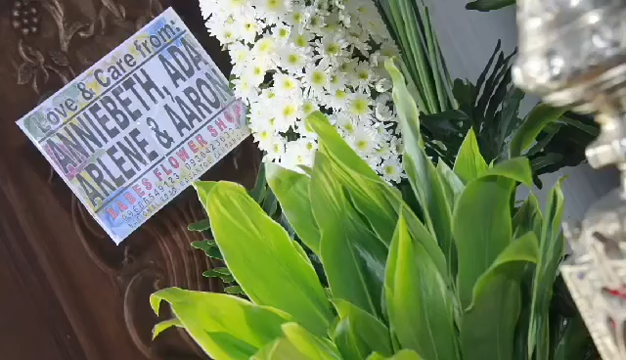 Love & Care from:
ANNIEBETH, ADA
ARLENE & AARON
BABES FLOWER SHOP